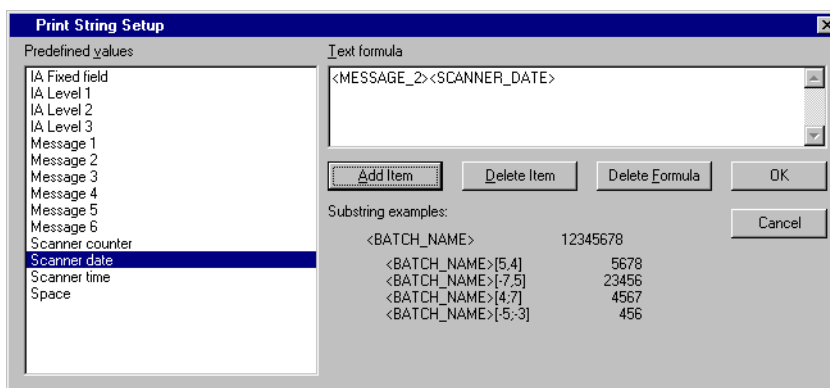 Print String Setup
Predefined values
IA Fixed field
IA Level 1
IA Level 2
IA Level 3
Message 1
Message 2
Message 3
Message 4
Message 5
Message 6
Scanner counter
Scanner date
Scanner time
Space
Text formula
<MESSAGE_2><SCANNER_DATE>
Add Item Delete Item Delete Formula OK
Substring examples:
Cancel
<BATCH_NAME> 12345678
<BATCH_NAME>[5,4] 5678
<BATCH_NAME>[-7,5] 23456
<BATCH_NAME>[4;7] 4567
<BATCH_NAME>[-5;-3] 456